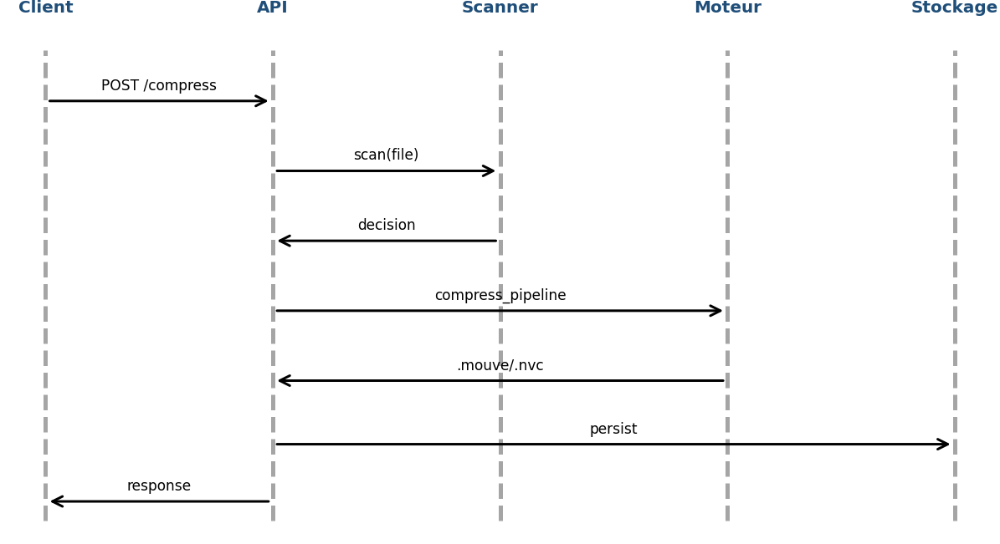 Client API Scanner Moteur Stockage
POST /compress
scan(file)
decision
compress_pipeline
.mouve/.nvc
persist
response